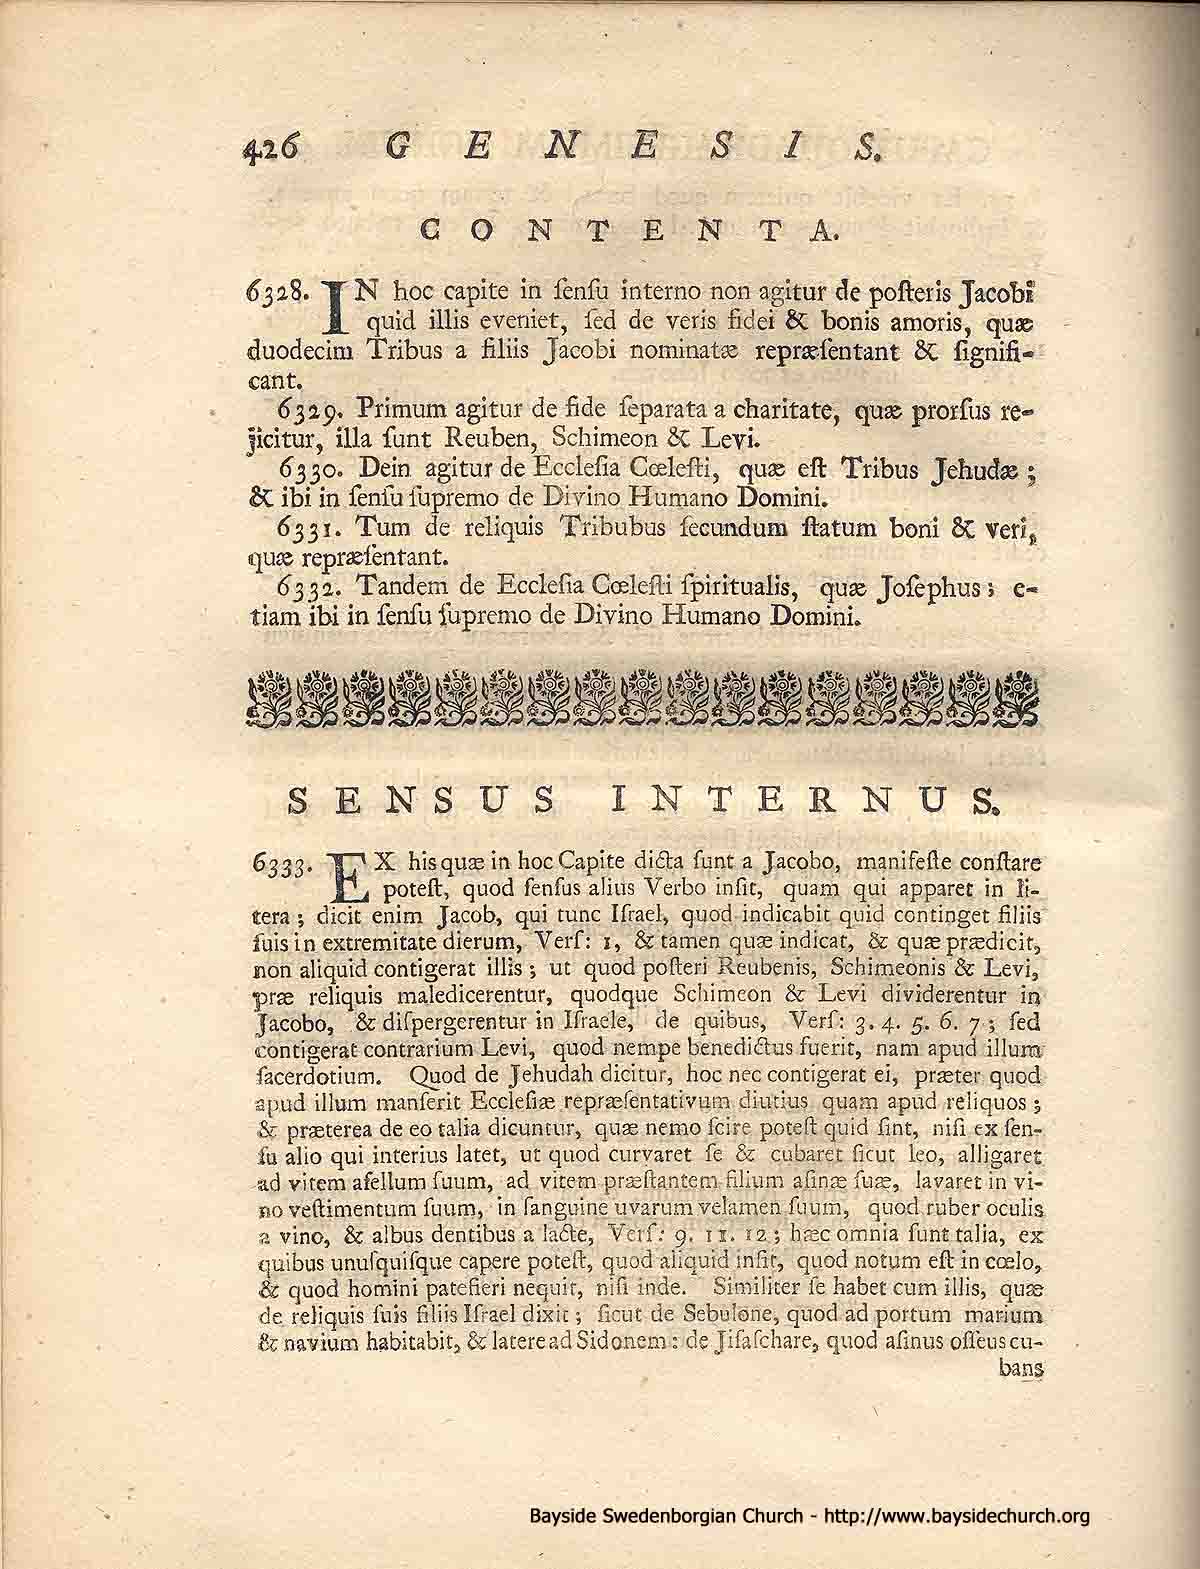 426 GENESIS.
CONTENTA.
6328. IN hoc capite in ſenſu interno non agitur de poſteris Jacobi
quid illis eveniet, ſed de veris fidei & bonis amoris, quæ
duodecim Tribus a filiis Jacobi nominatæ repræſentant & ſignifi-
cant.
6329. Primum agitur de fide ſeparata a charitate, quæ prorſus re-
jicitur, illa ſunt Reuben, Schimeon & Levi.
6330. Dein agitur de Eccleſia Cœleſti, quæ eſt Tribus Jehudæ;
& ibi in ſenſu ſupremo de Divino Humano Domini.
6331. Tum de reliquis Tribubus ſecundum ſtatum boni & veri,
quæ repræſentant.
6332. Tandem de Eccleſia Cœleſti ſpiritualis, quæ Joſephus; e-
tiam ibi in ſenſu ſupremo de Divino Humano Domini.
SENSUS INTERNUS.
6333. EX his quæ in hoc Capite dicta ſunt a Jacobo, manifeſte conſtare
poteſt, quod ſenſus alius Verbo inſit, quam qui apparet in li-
tera; dicit enim Jacob, qui tunc Iſrael, quod indicabit quid continget filiis
ſuis in extremitate dierum, Verſ: 1, & tamen quæ indicat, & quæ prædicit,
non aliquid contigerat illis; ut quod poſteri Reubenis, Schimeonis & Levi,
præ reliquis maledicerentur, quodque Schimeon & Levi dividerentur in
Jacobo, & diſpergerentur in Iſraele, de quibus, Verſ: 3. 4. 5. 6. 7; ſed
contigerat contrarium Levi, quod nempe benedictus fuerit, nam apud illum
ſacerdotium. Quod de Jehudah dicitur, hoc nec contigerat ei, præter quod
apud illum manſerit Eccleſiæ repræſentativum diutius quam apud reliquos;
& præterea de eo talia dicuntur, quæ nemo ſcire poteſt quid ſint, niſi ex ſen-
ſu alio qui interius latet, ut quod curvaret ſe & cubaret ſicut leo, alligaret
ad vitem aſellum ſuum, ad vitem præſtantem filium aſinæ ſuæ, lavaret in vi-
no veſtimentum ſuum, in ſanguine uvarum velamen ſuum, quod ruber oculis
a vino, & albus dentibus a lacte, Verſ: 9. 11. 12; hæc omnia ſunt talia, ex
quibus unuſquiſque capere poteſt, quod aliquid inſit, quod notum eſt in cœlo,
& quod homini patefieri nequit, niſi inde. Similiter ſe habet cum illis, quæ
de reliquis ſuis filiis Iſrael dixit; ſicut de Sebulone, quod ad portum marium
& navium habitabit, & latere ad Sidonem: de Jiſaſchare, quod aſinus oſſeus cu-
bans
Bayside Swedenborgian Church - http://www.baysidechurch.org